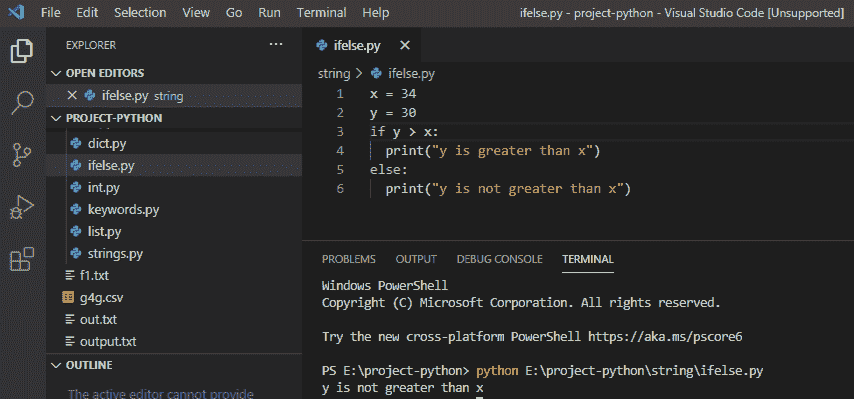 File Edit Selection View Go Run Terminal Help
ifelse.py - project-python - Visual Studio Code [Unsupported]
EXPLORER
OPEN EDITORS
ifelse.py string
PROJECT-PYTHON
dict.py
ifelse.py
int.py
keywords.py
list.py
strings.py
f1.txt
g4g.csv
out.txt
output.txt
OUTLINE
The active editor cannot provide
ifelse.py
string > ifelse.py
1 x = 34
2 y = 30
3 if y > x:
4   print("y is greater than x")
5 else:
6   print("y is not greater than x")
PROBLEMS OUTPUT DEBUG CONSOLE TERMINAL
Windows PowerShell
Copyright (C) Microsoft Corporation. All rights reserved.
Try the new cross-platform PowerShell https://aka.ms/pscore6
PS E:\project-python> python E:\project-python\string\ifelse.py
y is not greater than x